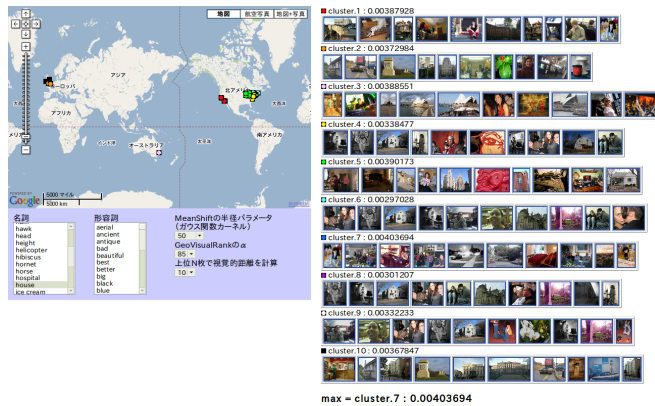 地図
航空写真
地図+写真
アジア
ヨーロッパ
北アメリカ
大西洋
アフリカ
インド洋
太平洋
オーストラリア
南アメリカ
POWERED BY
Google
5000 マイル
5000 km
名詞
hawk
head
height
helicopter
hibiscus
hornet
horse
hospital
house
ice cream
形容詞
aerial
ancient
antique
bad
beautiful
best
better
big
black
blue
MeanShiftの半径パラメータ
(ガウス関数カーネル)
50
GeoVisualRankのα
85
上位N枚で視覚的距離を計算
10
cluster.1 : 0.00387928
cluster.2 : 0.00372984
cluster.3 : 0.00388551
cluster.4 : 0.00338477
cluster.5 : 0.00390173
cluster.6 : 0.00297028
cluster.7 : 0.00403694
cluster.8 : 0.00301207
cluster.9 : 0.00332233
cluster.10 : 0.00367847
max = cluster.7 : 0.00403694